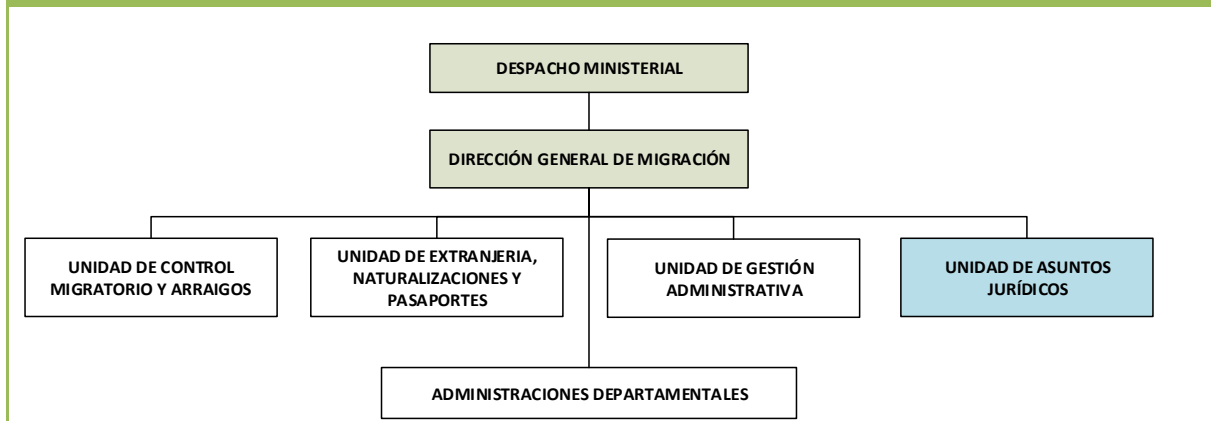 DESPACHO MINISTERIAL
DIRECCIÓN GENERAL DE MIGRACIÓN
UNIDAD DE CONTROL
MIGRATORIO Y ARRAIGOS
UNIDAD DE EXTRANJERIA,
NATURALIZACIONES Y
PASAPORTES
UNIDAD DE GESTIÓN
ADMINISTRATIVA
UNIDAD DE ASUNTOS
JURÍDICOS
ADMINISTRACIONES DEPARTAMENTALES